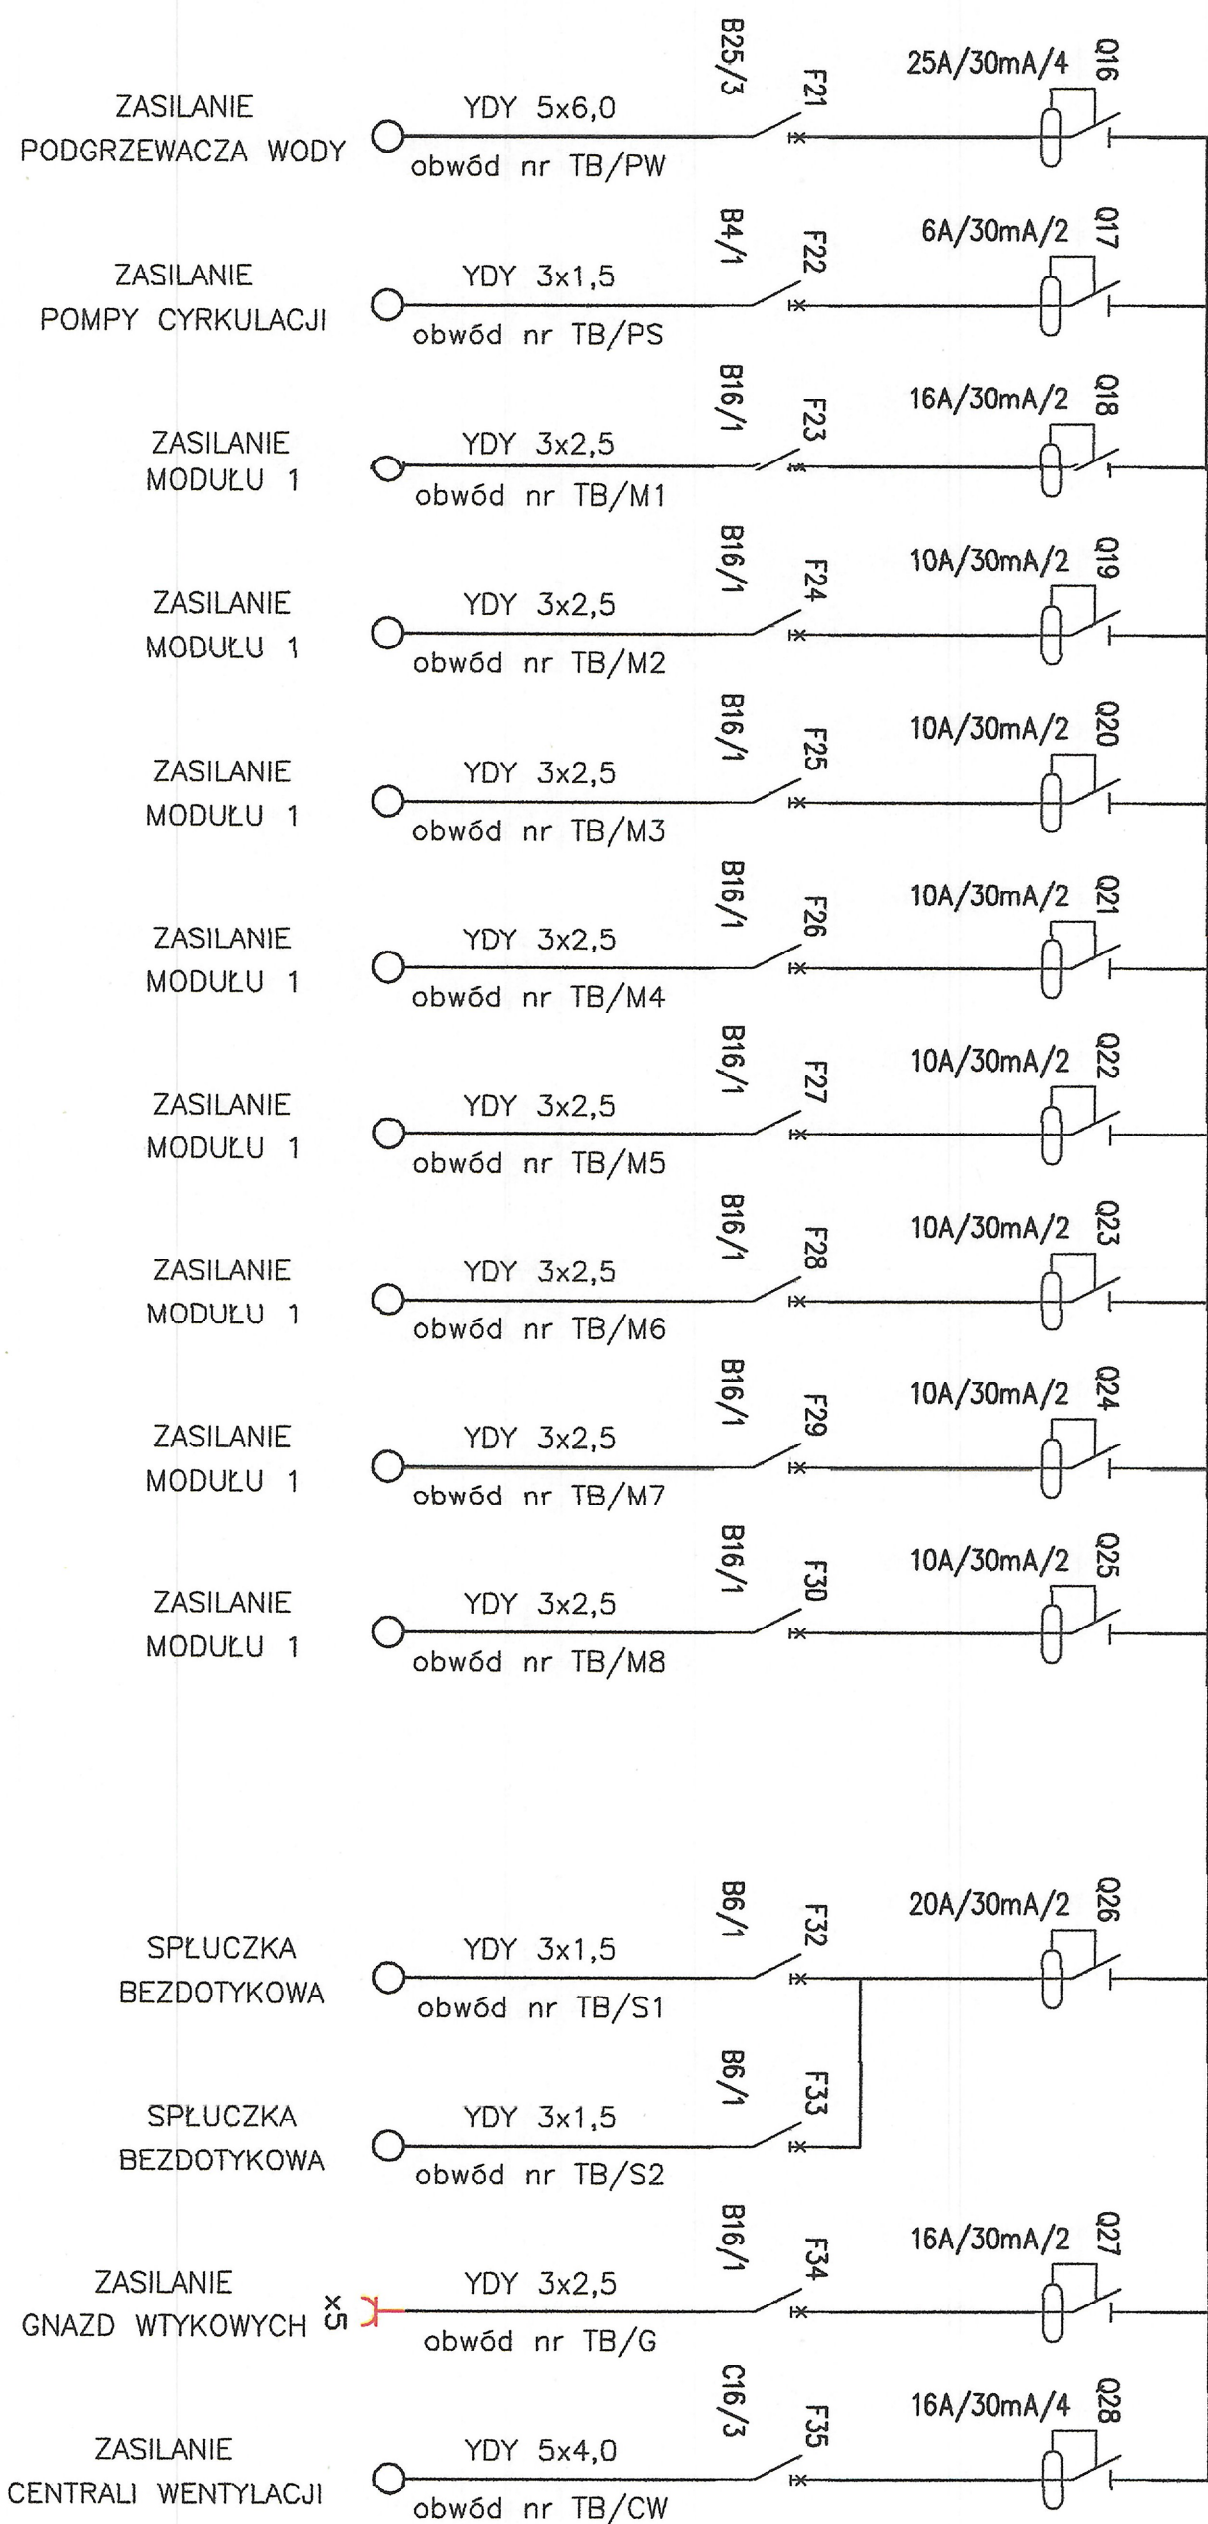 B25/3
F21
25A/30mA/4
Q16
ZASILANIE
PODGRZEWACZA WODY
YDY 5x6,0
obwód nr TB/PW
B4/1
F22
6A/30mA/2
Q17
ZASILANIE
POMPY CYRKULACJI
YDY 3x1,5
obwód nr TB/PS
B16/1
F23
16A/30mA/2
Q18
ZASILANIE
MODUŁU 1
YDY 3x2,5
obwód nr TB/M1
B16/1
F24
10A/30mA/2
Q19
ZASILANIE
MODUŁU 1
YDY 3x2,5
obwód nr TB/M2
B16/1
F25
10A/30mA/2
Q20
ZASILANIE
MODUŁU 1
YDY 3x2,5
obwód nr TB/M3
B16/1
F26
10A/30mA/2
Q21
ZASILANIE
MODUŁU 1
YDY 3x2,5
obwód nr TB/M4
B16/1
F27
10A/30mA/2
Q22
ZASILANIE
MODUŁU 1
YDY 3x2,5
obwód nr TB/M5
B16/1
F28
10A/30mA/2
Q23
ZASILANIE
MODUŁU 1
YDY 3x2,5
obwód nr TB/M6
B16/1
F29
10A/30mA/2
Q24
ZASILANIE
MODUŁU 1
YDY 3x2,5
obwód nr TB/M7
B16/1
F30
10A/30mA/2
Q25
ZASILANIE
MODUŁU 1
YDY 3x2,5
obwód nr TB/M8
B6/1
F32
20A/30mA/2
Q26
SPŁUCZKA
BEZDOTYKOWA
YDY 3x1,5
obwód nr TB/S1
B6/1
F33
SPŁUCZKA
BEZDOTYKOWA
YDY 3x1,5
obwód nr TB/S2
B16/1
F34
16A/30mA/2
Q27
ZASILANIE
GNAZD WTYKOWYCH
x5
YDY 3x2,5
obwód nr TB/G
C16/3
F35
16A/30mA/4
Q28
ZASILANIE
CENTRALI WENTYLACJI
YDY 5x4,0
obwód nr TB/CW